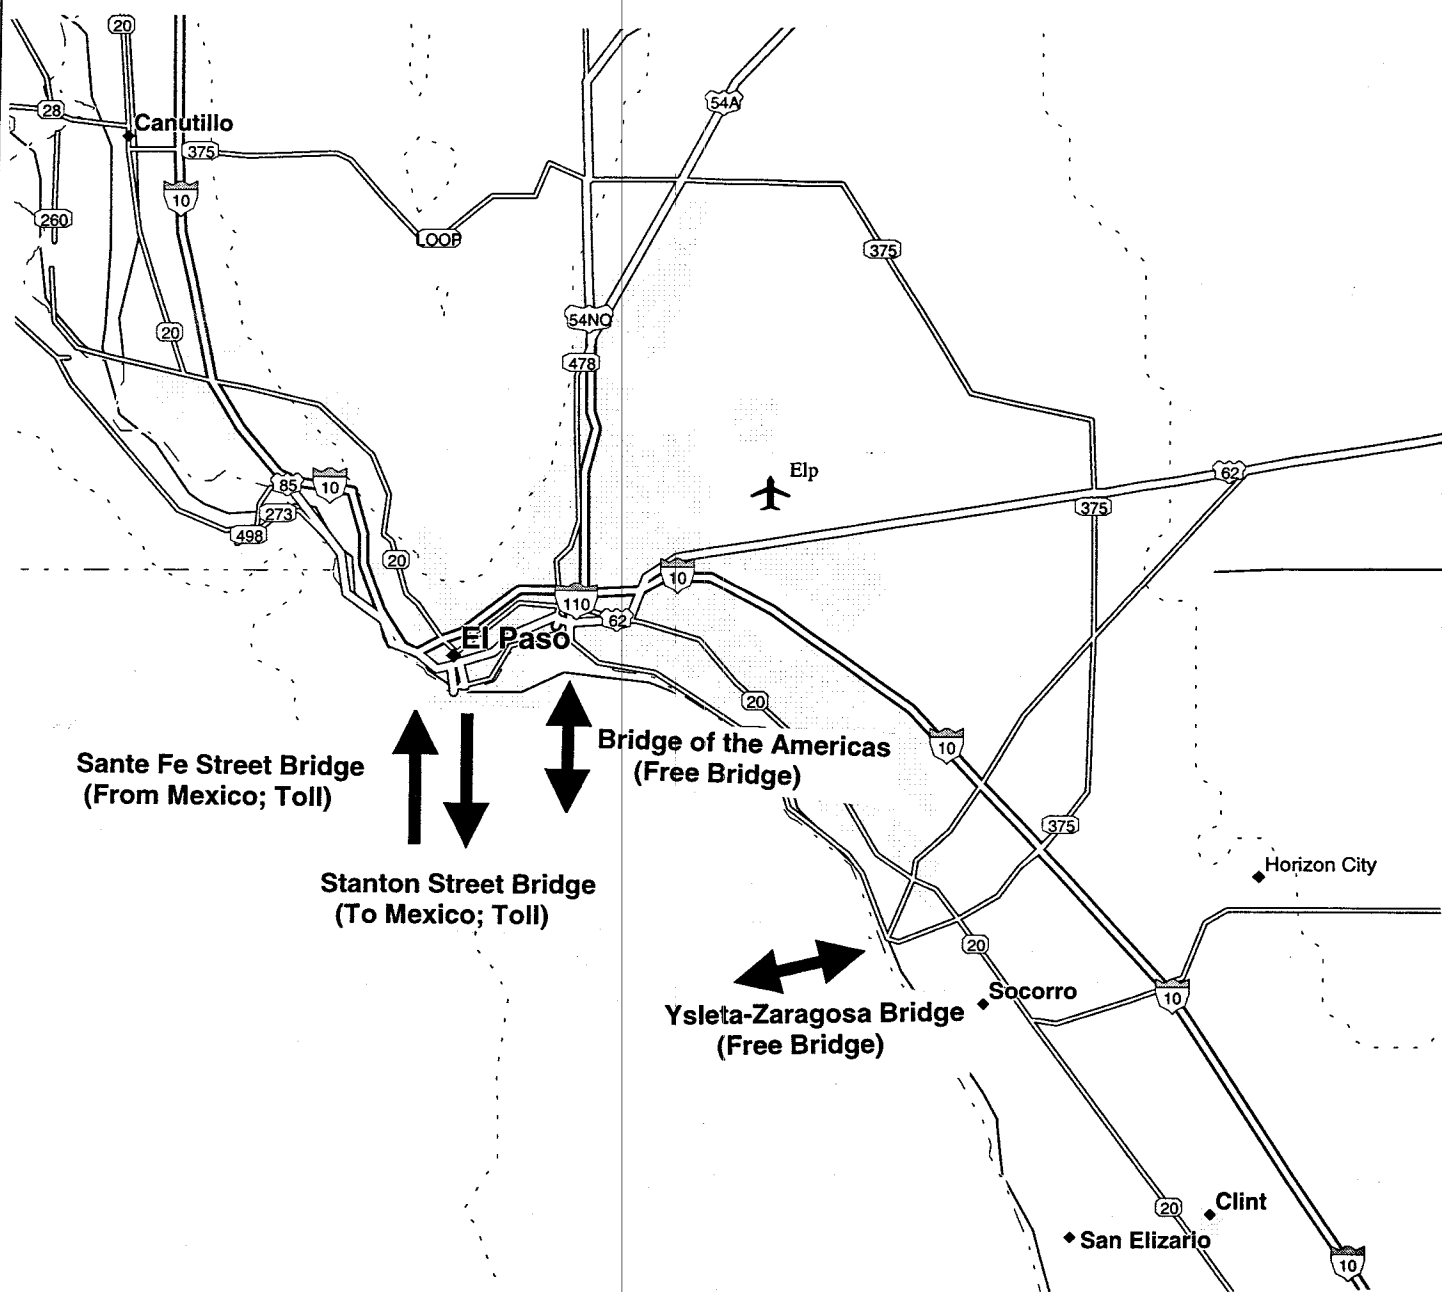 20
28
Canutillo
375
54A
10
260
LOOP
375
54NO
20
478
Elp
62
85
10
375
273
498
20
10
110
62
El Paso
20
Bridge of the Americas
(Free Bridge)
10
Sante Fe Street Bridge
(From Mexico; Toll)
375
Horizon City
Stanton Street Bridge
(To Mexico; Toll)
20
Socorro
10
Ysleta-Zaragosa Bridge
(Free Bridge)
20
Clint
San Elizario
10